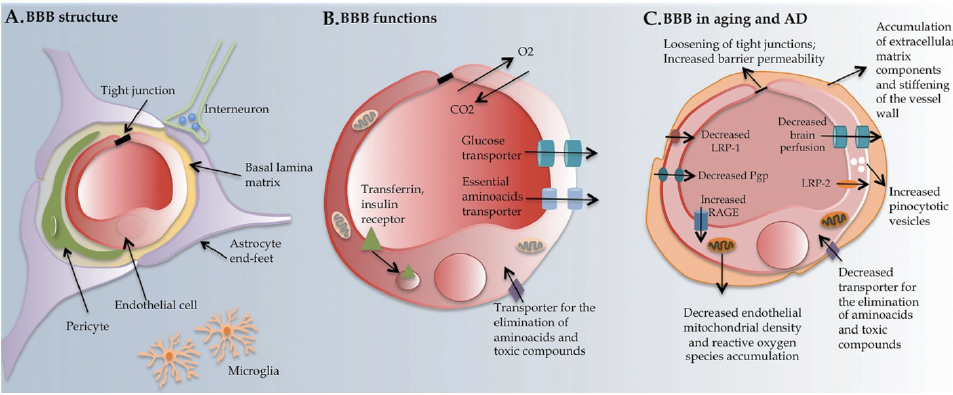 A. BBB structure
Tight junction
Interneuron
Basal lamina
matrix
Astrocyte
end-feet
Endothelial cell
Pericyte
Microglia
B. BBB functions
O2
CO2
Glucose
transporter
Essential
aminoacids
transporter
Transferrin,
insulin
receptor
Transporter for the
elimination of
aminoacids and
toxic compounds
C. BBB in aging and AD
Loosening of tight junctions;
Increased barrier permeability
Accumulation
of extracellular
matrix
components
and stiffening
of the vessel
wall
Decreased
LRP-1
Decreased
brain
perfusion
Decreased Pgp
LRP-2
Increased
RAGE
Increased
pinocytotic
vesicles
Decreased
transporter for
the elimination
of aminoacids
and toxic
compounds
Decreased endothelial
mitochondrial density
and reactive oxygen
species accumulation